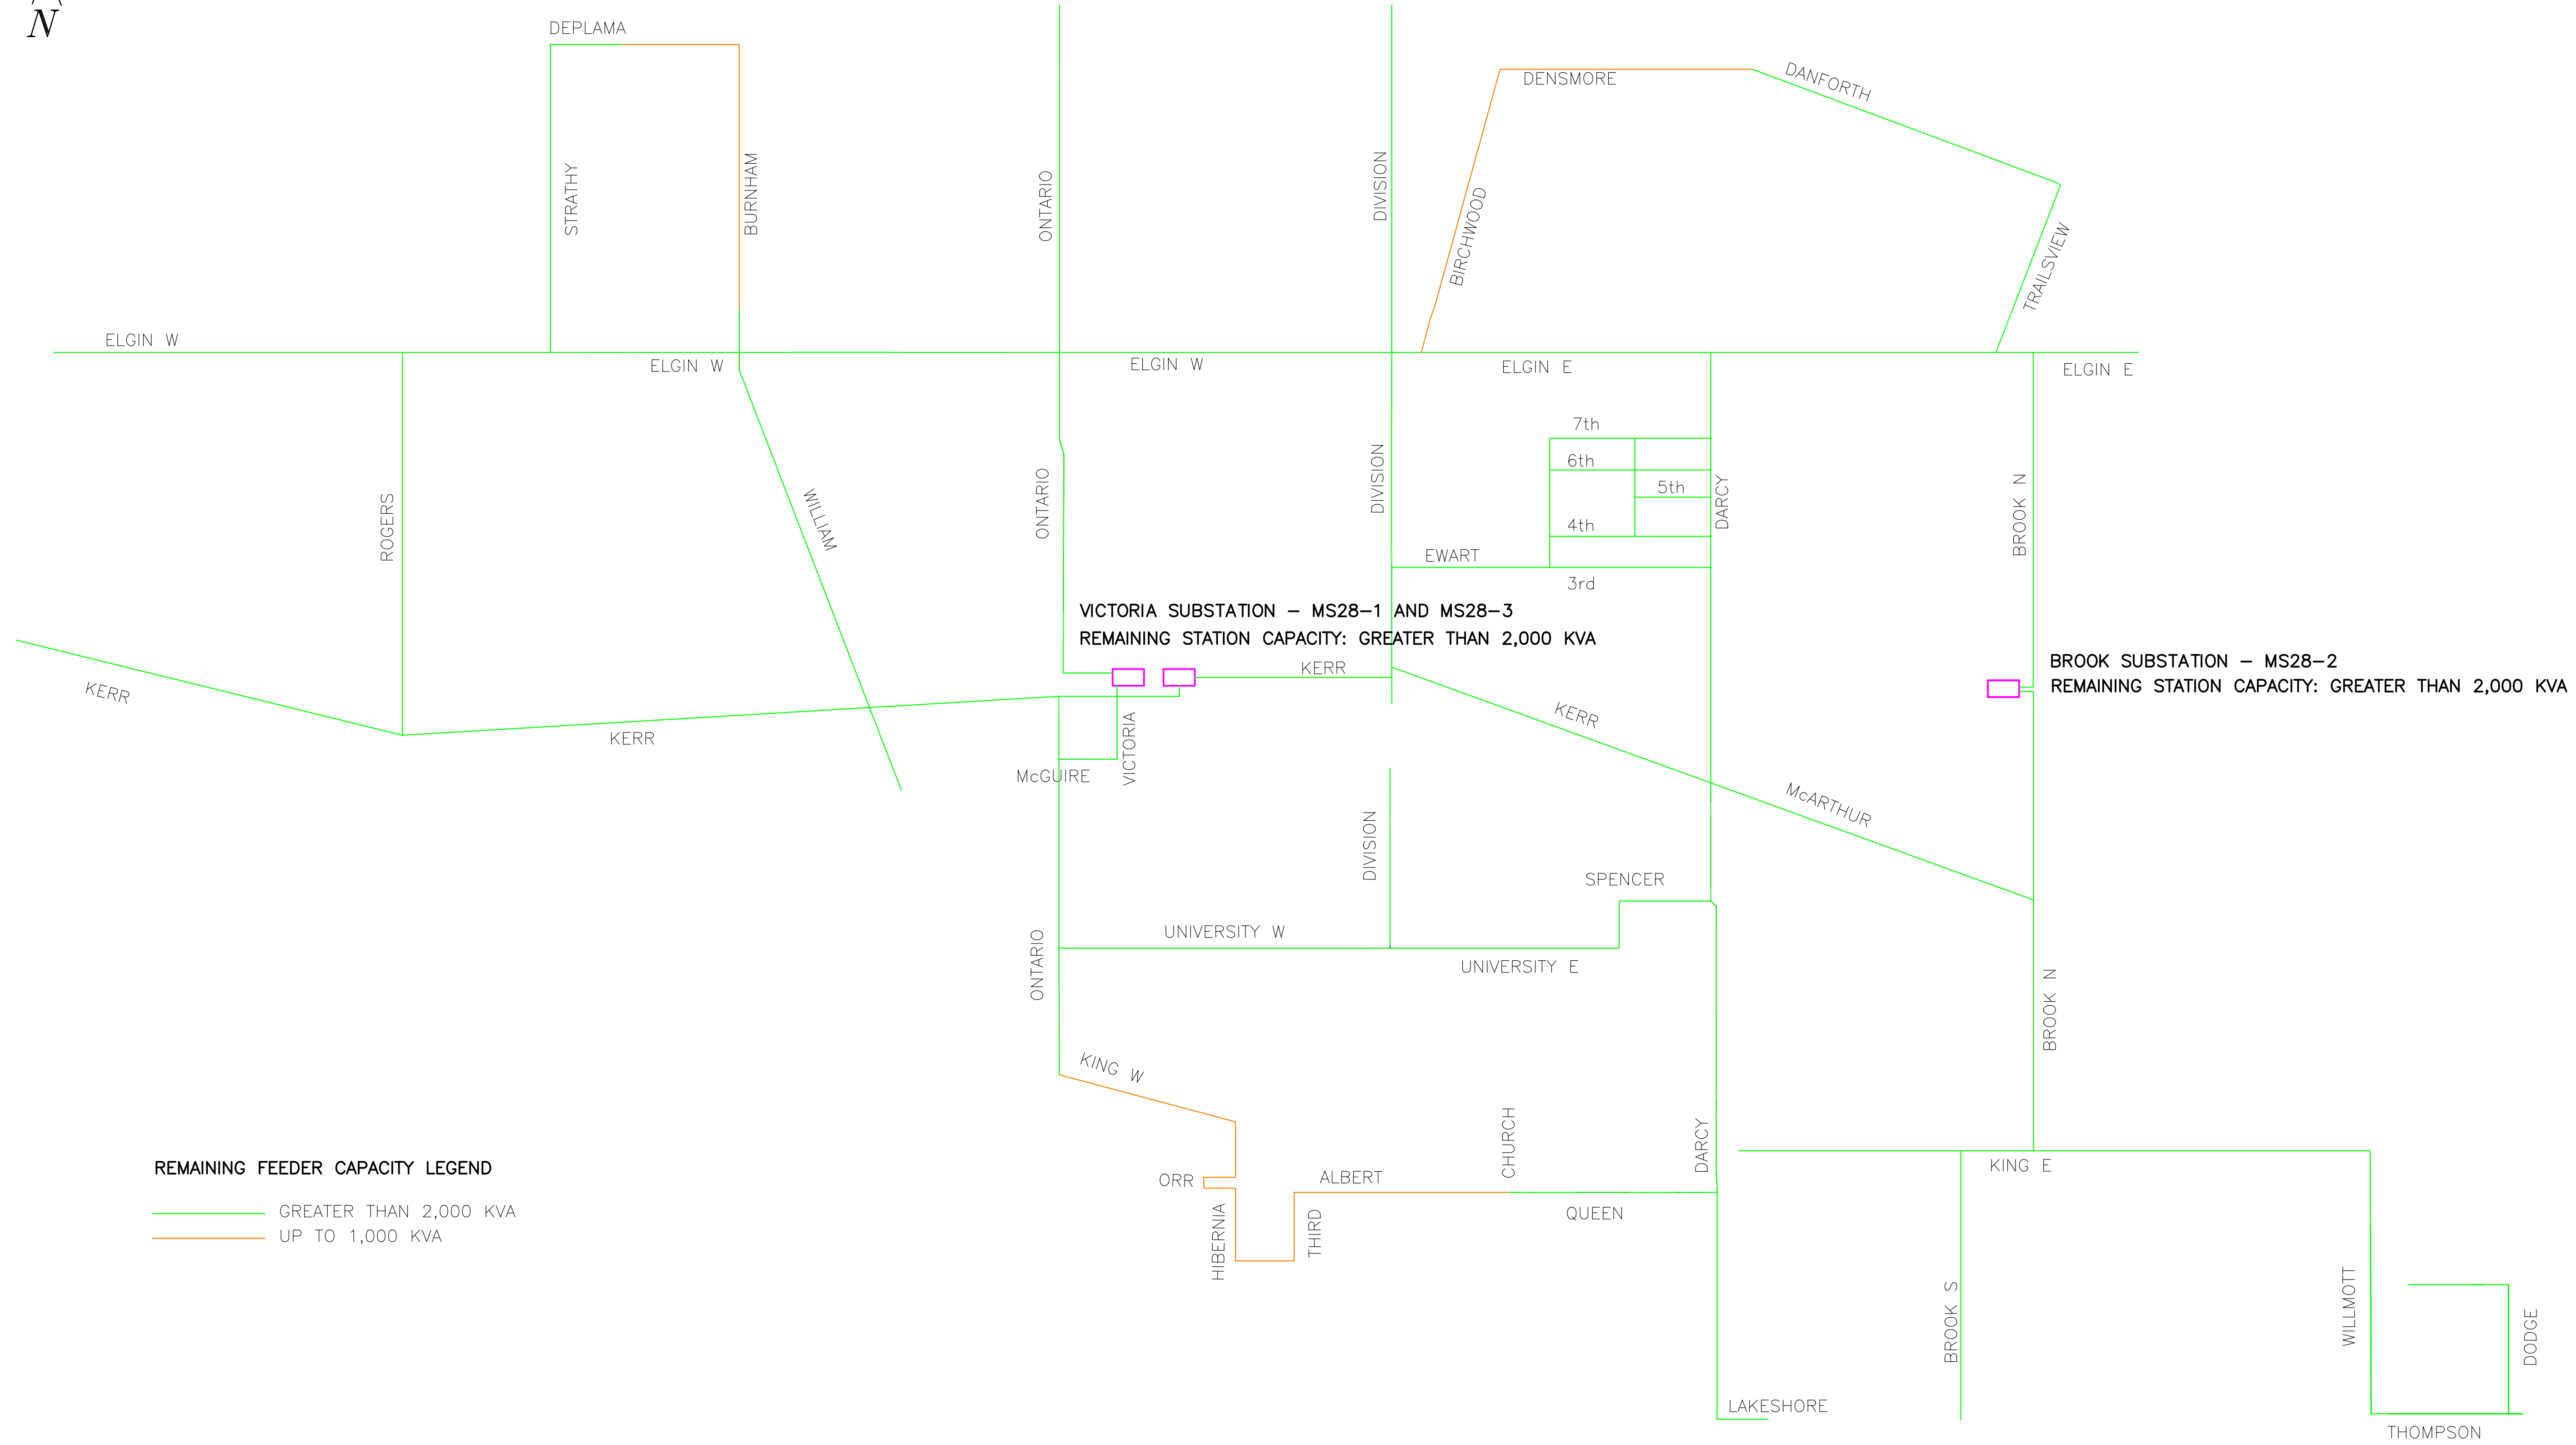 N
DEPLAMA
DENSMORE
DANFORTH
STRATHY
BURNHAM
ONTARIO
DIVISION
BIRCHWOOD
TRAILSVIEW
ELGIN W
ELGIN W
ELGIN W
ELGIN E
ELGIN E
7th
6th
5th
4th
EWART
3rd
ROGERS
WILLIAM
ONTARIO
DIVISION
DARCY
BROOK N
VICTORIA SUBSTATION – MS28–1 AND MS28–3
REMAINING STATION CAPACITY: GREATER THAN 2,000 KVA
KERR
BROOK SUBSTATION – MS28–2
REMAINING STATION CAPACITY: GREATER THAN 2,000 KVA
KERR
KERR
KERR
VICTORIA
McGUIRE
McARTHUR
DIVISION
SPENCER
UNIVERSITY W
UNIVERSITY E
ONTARIO
BROOK N
KING W
CHURCH
DARCY
KING E
ORR
ALBERT
QUEEN
HIBERNIA
THIRD
REMAINING FEEDER CAPACITY LEGEND
GREATER THAN 2,000 KVA
UP TO 1,000 KVA
BROOK S
WILLMOTT
DODGE
LAKESHORE
THOMPSON